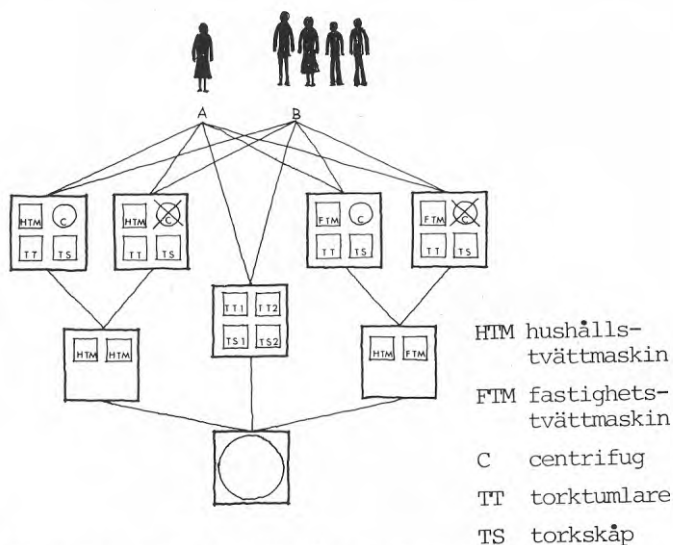 A B
HTM C HTM C FTM C FTM C
TT TS TT TS TT TS TT TS
TT1 TT2
TS1 TS2
HTM HTM HTM FTM
HTM hushålls-
tvättmaskin
FTM fastighets-
tvättmaskin
C centrifug
TT torktumlare
TS torkskåp